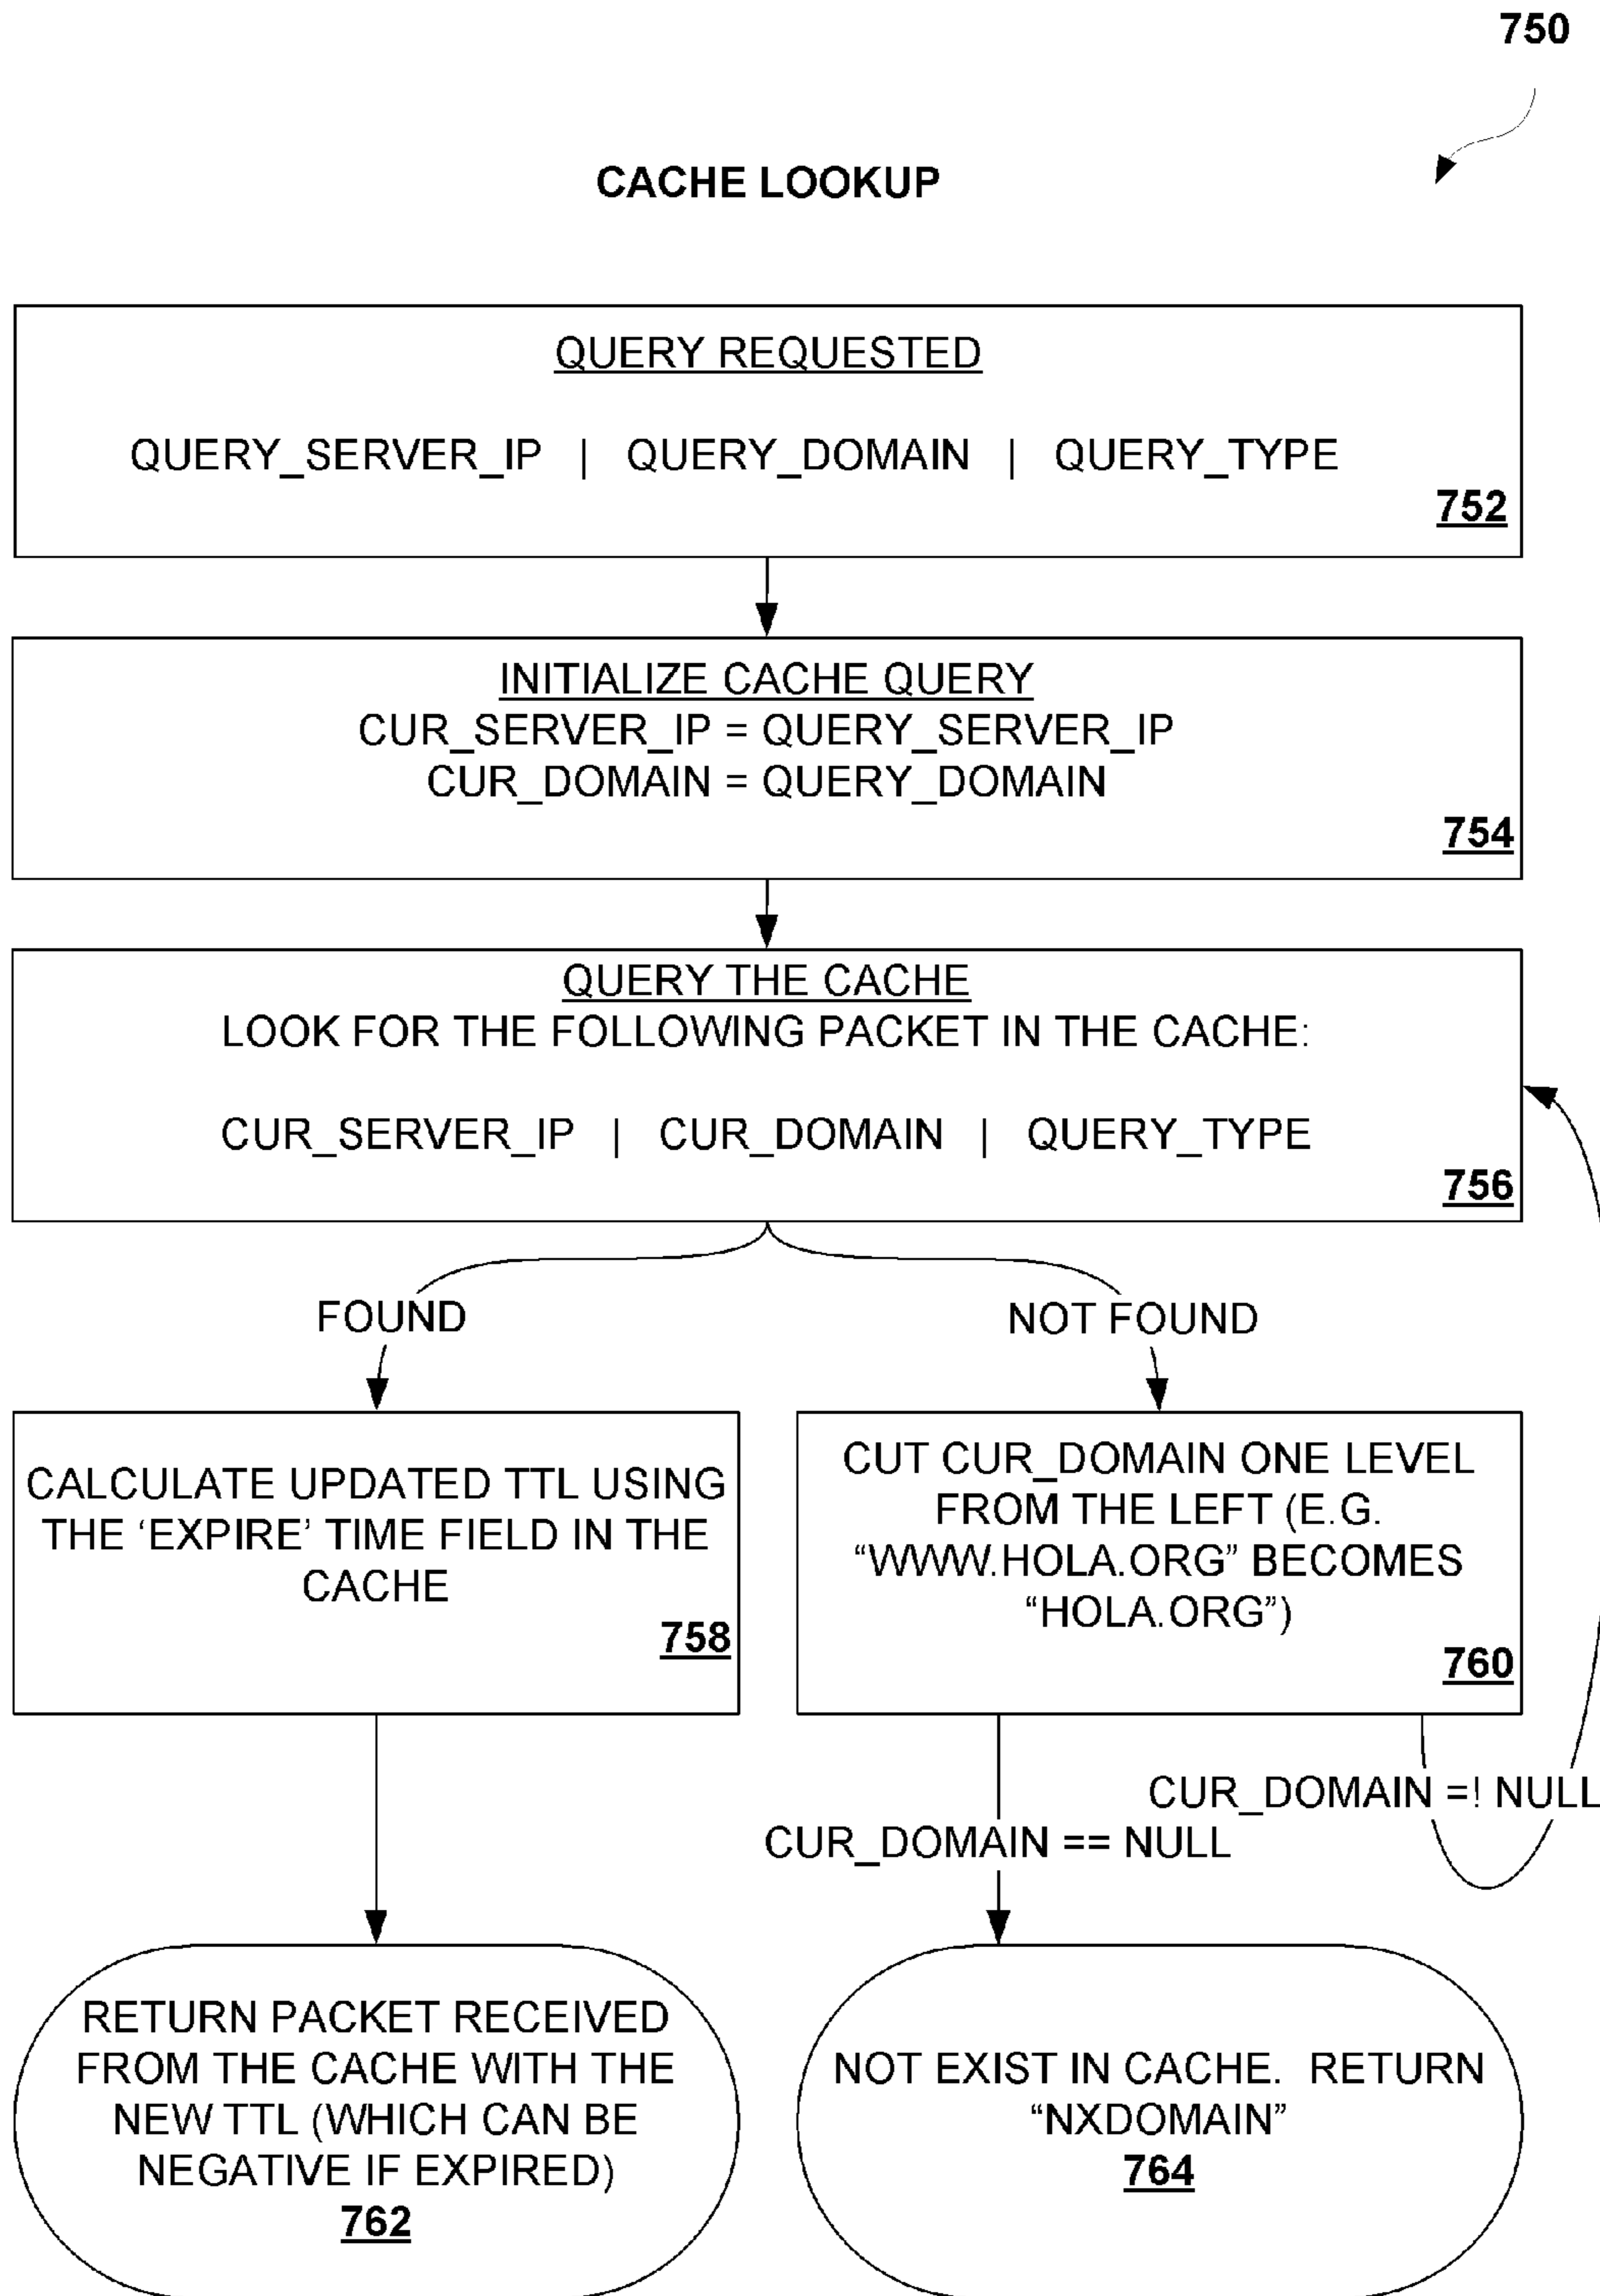 750
CACHE LOOKUP
QUERY REQUESTED
QUERY_SERVER_IP | QUERY_DOMAIN | QUERY_TYPE
752
INITIALIZE CACHE QUERY
CUR_SERVER_IP = QUERY_SERVER_IP
CUR_DOMAIN = QUERY_DOMAIN
754
QUERY THE CACHE
LOOK FOR THE FOLLOWING PACKET IN THE CACHE:
CUR_SERVER_IP | CUR_DOMAIN | QUERY_TYPE
756
FOUND
NOT FOUND
CALCULATE UPDATED TTL USING
THE ‘EXPIRE’ TIME FIELD IN THE
CACHE
758
CUT CUR_DOMAIN ONE LEVEL
FROM THE LEFT (E.G.
“WWW.HOLA.ORG” BECOMES
“HOLA.ORG”)
760
CUR_DOMAIN =! NULL
CUR_DOMAIN == NULL
RETURN PACKET RECEIVED
FROM THE CACHE WITH THE
NEW TTL (WHICH CAN BE
NEGATIVE IF EXPIRED)
762
NOT EXIST IN CACHE. RETURN
“NXDOMAIN”
764